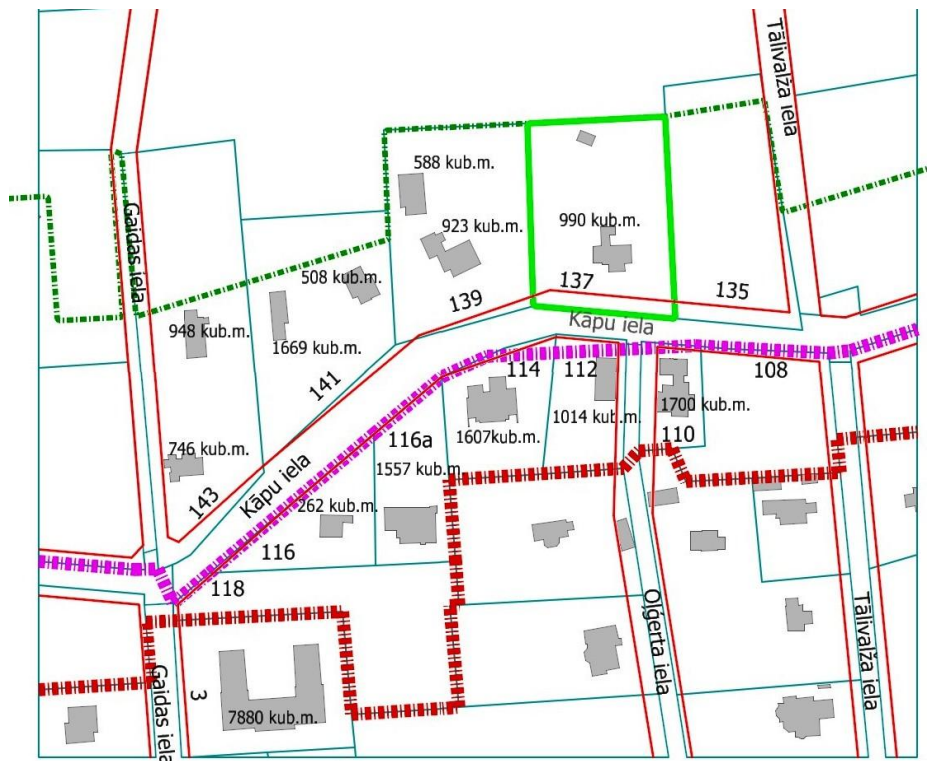 Tālivalža iela
588 kub.m.
923 kub.m.
990 kub.m.
Gaidas iela
508 kub.m.
137
135
139
Kāpu iela
948 kub.m.
1669 kub.m.
141
114
112
108
1700 kub.m.
1014 kub.m.
116a
1607kub.m.
110
746 kub.m.
1557 kub.m
Kāpu iela
143
262 kub.m.
116
118
Oļģerta iela
Tālivalža iela
3
Gaidas iela
7880 kub.m.